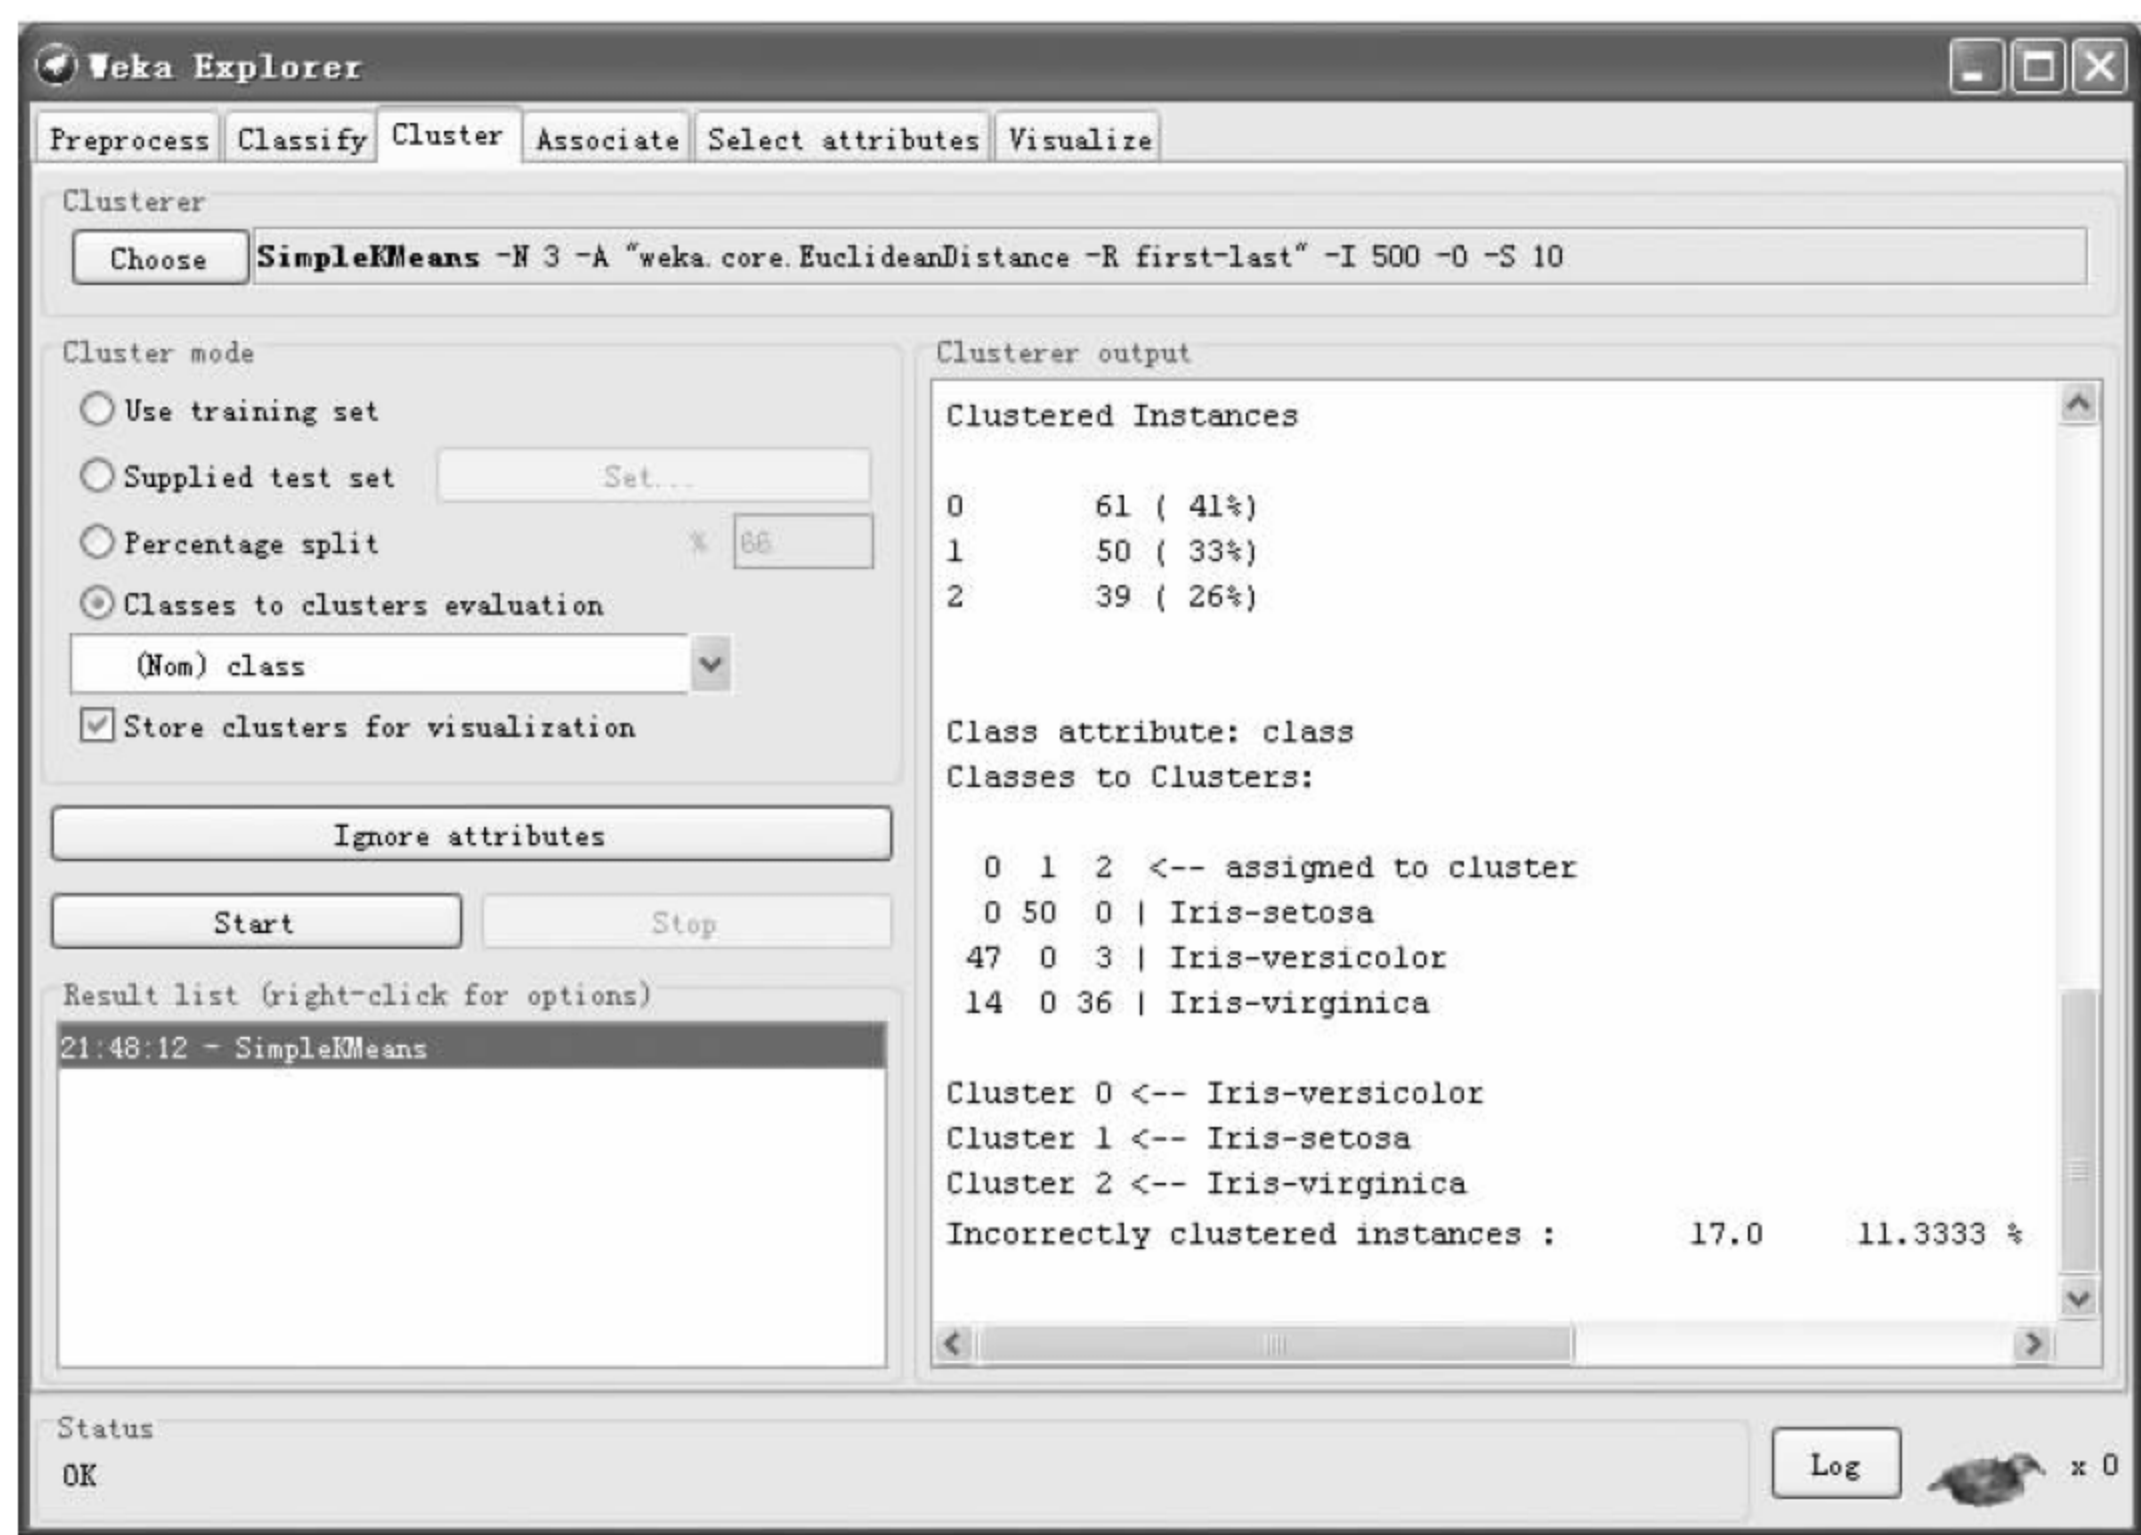 Weka Explorer
Preprocess Classify Cluster Associate Select attributes Visualize
Clusterer
Choose SimpleKMeans -N 3 -A "weka.core.EuclideanDistance -R first-last" -I 500 -O -S 10
Cluster mode
Use training set
Supplied test set Set...
Percentage split % 66
Classes to clusters evaluation
(Nom) class
Store clusters for visualization
Ignore attributes
Start Stop
Result list (right-click for options)
21:48:12 - SimpleKMeans
Clusterer output
Clustered Instances
0 61 ( 41%)
1 50 ( 33%)
2 39 ( 26%)
Class attribute: class
Classes to Clusters:
0 1 2 <-- assigned to cluster
0 50 0 | Iris-setosa
47 0 3 | Iris-versicolor
14 0 36 | Iris-virginica
Cluster 0 <-- Iris-versicolor
Cluster 1 <-- Iris-setosa
Cluster 2 <-- Iris-virginica
Incorrectly clustered instances : 17.0 11.3333 %
Status
OK
Log x 0